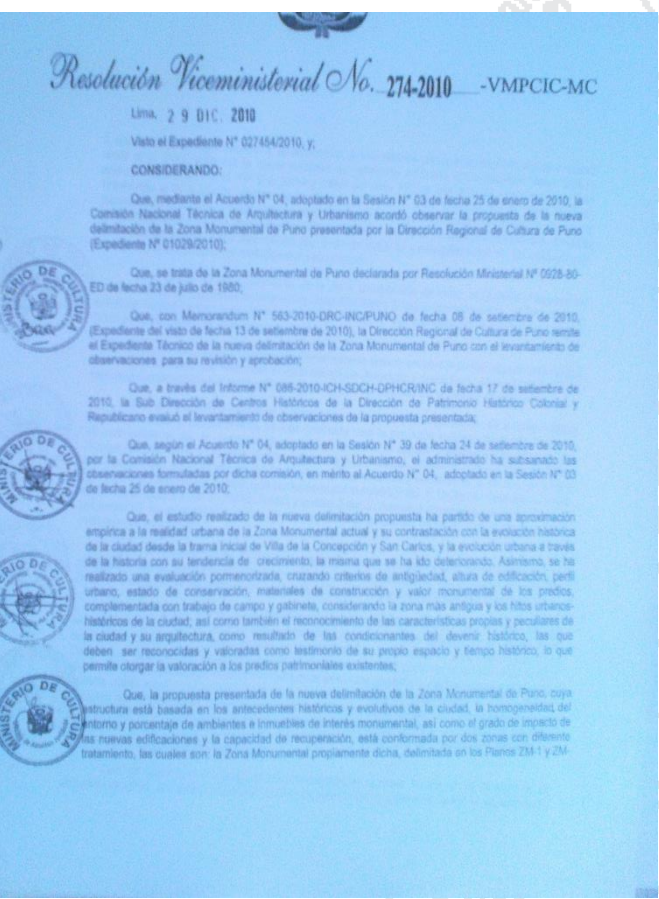 Resolución Viceministerial No. 274-2010 -VMPCIC-MC
Lima, 29 DIC. 2010
Visto el Expediente N° 027454/2010, y;
CONSIDERANDO:
Que, mediante el Acuerdo N° 04, adoptado en la Sesión N° 03 de fecha 25 de enero de 2010, la
Comisión Nacional Técnica de Arquitectura y Urbanismo acordó observar la propuesta de la nueva
delimitación de la Zona Monumental de Puno presentada por la Dirección Regional de Cultura de Puno
(Expediente N° 01029/2010);
Que, se trata de la Zona Monumental de Puno declarada por Resolución Ministerial N° 0928-80-
ED de fecha 23 de julio de 1980;
Que, con Memorandum N° 563-2010-DRC-INC/PUNO de fecha 08 de setiembre de 2010,
(Expediente del visto de fecha 13 de setiembre de 2010), la Dirección Regional de Cultura de Puno remite
el Expediente Técnico de la nueva delimitación de la Zona Monumental de Puno con el levantamiento de
observaciones para su revisión y aprobación;
Que, a través del Informe N° 086-2010-ICH-SDCH-DPHCR/INC de fecha 17 de setiembre de
2010, la Sub Dirección de Centros Históricos de la Dirección de Patrimonio Histórico Colonial y
Republicano evaluó el levantamiento de observaciones de la propuesta presentada;
Que, según el Acuerdo N° 04, adoptado en la Sesión N° 39 de fecha 24 de setiembre de 2010,
por la Comisión Nacional Técnica de Arquitectura y Urbanismo, el administrado ha subsanado las
observaciones formuladas por dicha comisión, en mérito al Acuerdo N° 04, adoptado en la Sesión N° 03
de fecha 25 de enero de 2010;
Que, el estudio realizado de la nueva delimitación propuesta ha partido de una aproximación
empírica a la realidad urbana de la Zona Monumental actual y su contrastación con la evolución histórica
de la ciudad desde la trama inicial de Villa de la Concepción y San Carlos, y la evolución urbana a través
de la historia con su tendencia de crecimiento, la misma que se ha ido deteriorando. Asimismo, se ha
realizado una evaluación pormenorizada, cruzando criterios de antigüedad, altura de edificación, perfil
urbano, estado de conservación, materiales de construcción y valor monumental de los predios,
complementada con trabajo de campo y gabinete, considerando la zona más antigua y los hitos urbanos-
históricos de la ciudad; así como también el reconocimiento de las características propias y peculiares de
la ciudad y su arquitectura, como resultado de las condicionantes del devenir histórico, las que
deben ser reconocidas y valoradas como testimonio de su propio espacio y tiempo histórico, lo que
permite otorgar la valoración a los predios patrimoniales existentes;
Que, la propuesta presentada de la nueva delimitación de la Zona Monumental de Puno, cuya
estructura está basada en los antecedentes históricos y evolutivos de la ciudad, la homogeneidad del
entorno y porcentaje de ambientes e inmuebles de interés monumental, así como el grado de impacto de
las nuevas edificaciones y la capacidad de recuperación, está conformada por dos zonas con diferente
tratamiento, las cuales son: la Zona Monumental propiamente dicha, delimitada en los Planos ZM-1 y ZM-
MINISTERIO DE CULTURA
MINISTERIO DE CULTURA
MINISTERIO DE CULTURA
MINISTERIO DE CULTURA